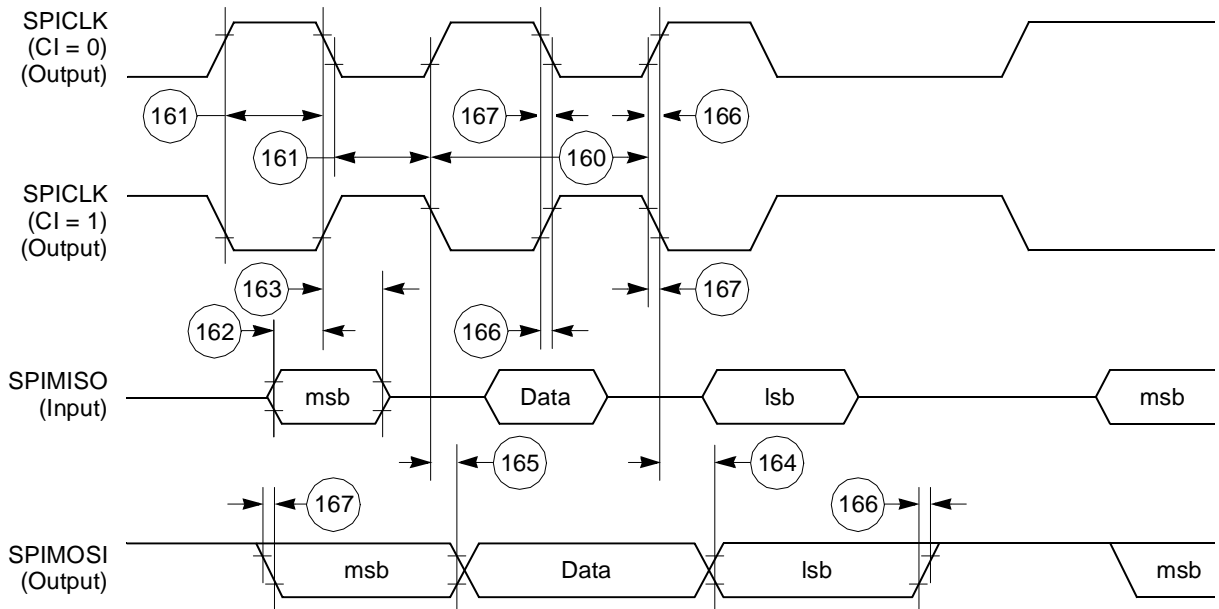 SPICLK
(CI = 0)
(Output)
161
167
166
161
160
SPICLK
(CI = 1)
(Output)
163
167
162
166
SPIMISO
(Input)
msb
Data
lsb
msb
165
164
167
166
SPIMOSI
(Output)
msb
Data
lsb
msb